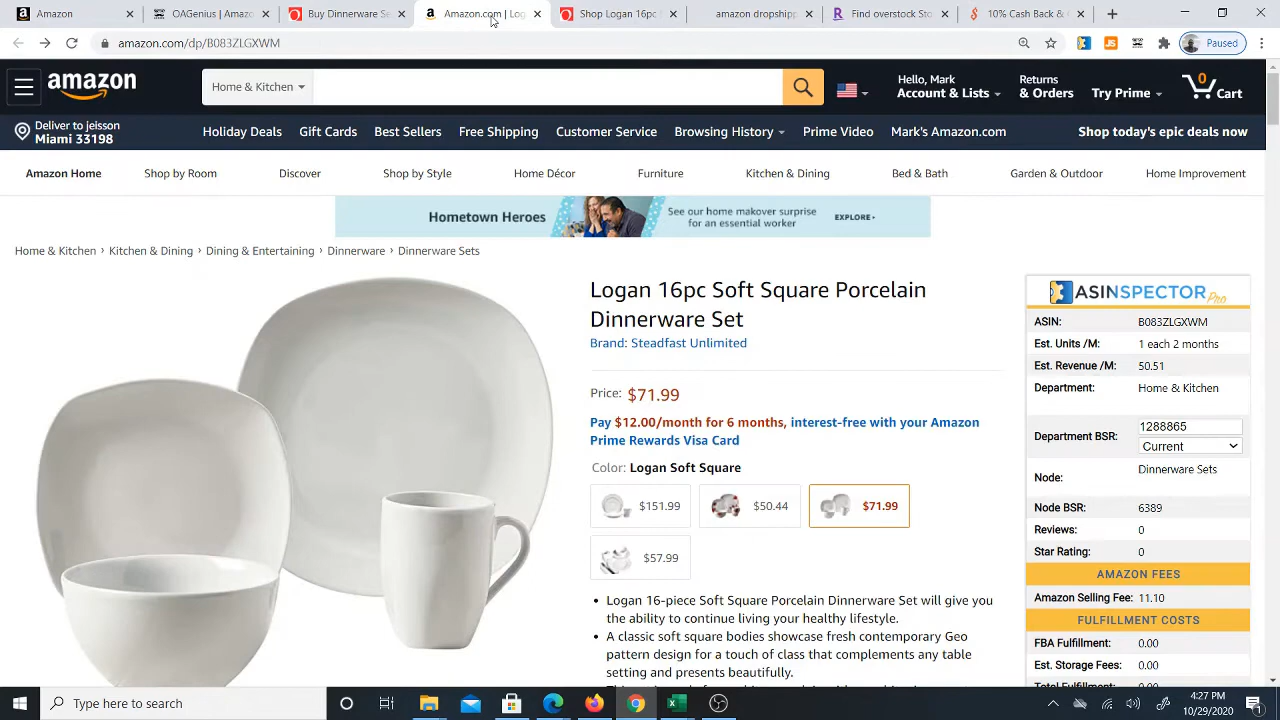 Amazon
OAGenius | Amazo
Buy Dinnerware Se
Amazon.com | Log
Shop Logan 16pc
amazon dropshipp
Find overstock Sto
10% Cash Back &
amazon.com/dp/B083ZLGXWM
JS
Paused
amazon
Home & Kitchen
Hello, Mark
Account & Lists
Returns
& Orders
Try Prime
0
Cart
Deliver to jeisson
Miami 33198
Holiday Deals
Gift Cards
Best Sellers
Free Shipping
Customer Service
Browsing History
Prime Video
Mark's Amazon.com
Shop today's epic deals now
Amazon Home
Shop by Room
Discover
Shop by Style
Home Décor
Furniture
Kitchen & Dining
Bed & Bath
Garden & Outdoor
Home Improvement
Hometown Heroes
See our home makeover surprise
for an essential worker
EXPLORE
Home & Kitchen › Kitchen & Dining › Dining & Entertaining › Dinnerware › Dinnerware Sets
Logan 16pc Soft Square Porcelain
Dinnerware Set
Brand: Steadfast Unlimited
Price: $71.99
Pay $12.00/month for 6 months, interest-free with your Amazon
Prime Rewards Visa Card
Color: Logan Soft Square
$151.99
$50.44
$71.99
$57.99
• Logan 16-piece Soft Square Porcelain Dinnerware Set will give you
the ability to continue living your healthy lifestyle.
• A classic soft square bodies showcase fresh contemporary Geo
pattern design for a touch of class that complements any table
setting and presents beautifully.
ASINSPECTOR Pro
ASIN: B083ZLGXWM
Est. Units /M: 1 each 2 months
Est. Revenue /M: 50.51
Department: Home & Kitchen
Department BSR: 1288865
Current
Node: Dinnerware Sets
Node BSR: 6389
Reviews: 0
Star Rating: 0
AMAZON FEES
Amazon Selling Fee: 11.10
FULFILLMENT COSTS
FBA Fulfillment: 0.00
Est. Storage Fees: 0.00
Total Fulfillment: 0.00
Type here to search
4:27 PM
10/29/2020